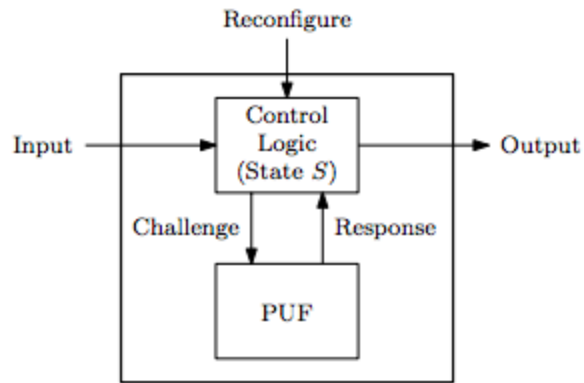 Reconfigure
Input
Control
Logic
(State S)
Output
Challenge
Response
PUF